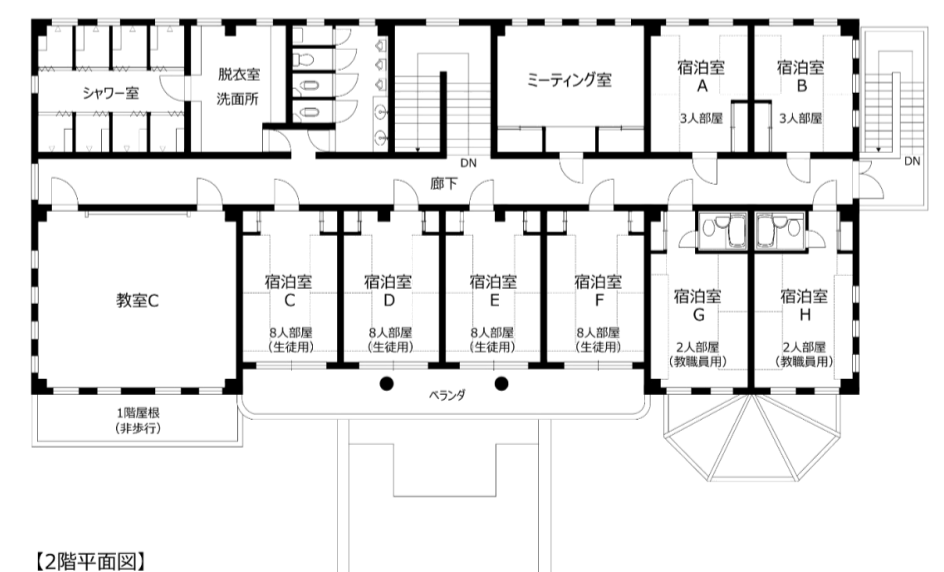 シャワー室
脱衣室
洗面所
ミーティング室
宿泊室
A
3人部屋
宿泊室
B
3人部屋
DN
DN
廊下
教室C
宿泊室
C
8人部屋
(生徒用)
宿泊室
D
8人部屋
(生徒用)
宿泊室
E
8人部屋
(生徒用)
宿泊室
F
8人部屋
(生徒用)
宿泊室
G
2人部屋
(教職員用)
宿泊室
H
2人部屋
(教職員用)
ベランダ
1階屋根
(非歩行)
【2階平面図】